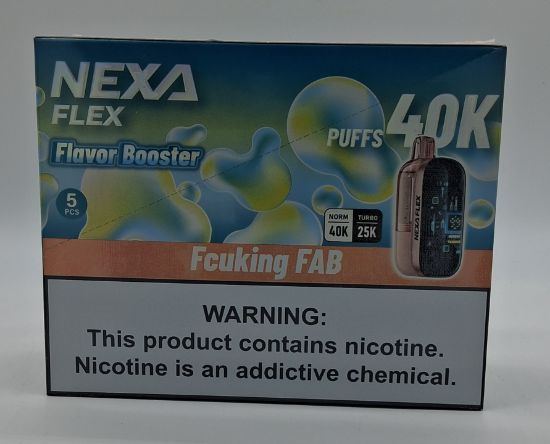 NEXA
FLEX
Flavor Booster
5
PCS
PUFFS 40K
NORM
40K
TURBO
25K
NEXA FLEX
Fcuking FAB
WARNING:
This product contains nicotine.
Nicotine is an addictive chemical.